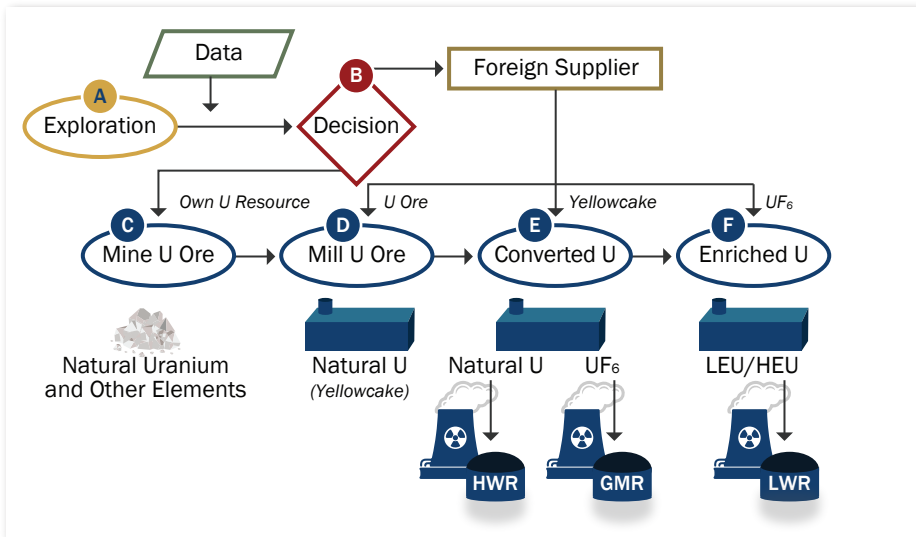 Data
B
Foreign Supplier
A
Exploration
Decision
Own U Resource
U Ore
Yellowcake
UF₆
C
D
E
F
Mine U Ore
Mill U Ore
Converted U
Enriched U
Natural Uranium
and Other Elements
Natural U
(Yellowcake)
Natural U
UF₆
LEU/HEU
HWR
GMR
LWR